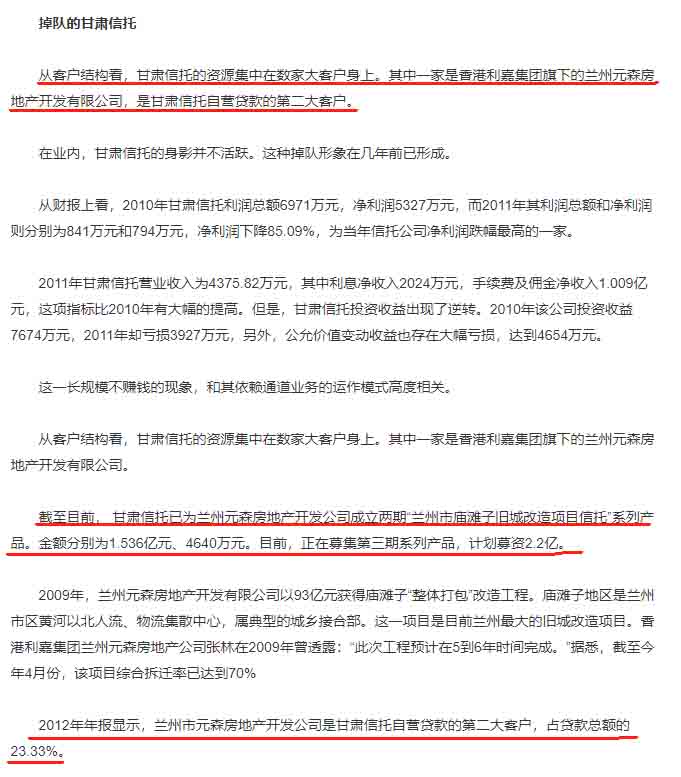 掉队的甘肃信托
从客户结构看，甘肃信托的资源集中在数家大客户身上。其中一家是香港利嘉集团旗下的兰州元森房
地产开发有限公司，是甘肃信托自营贷款的第二大客户。
在业内，甘肃信托的身影并不活跃。这种掉队形象在几年前已形成。
从财报上看，2010年甘肃信托利润总额6971万元，净利润5327万元，而2011年其利润总额和净利润
则分别为841万元和794万元，净利润下降85.09%，为当年信托公司净利润跌幅最高的一家。
2011年甘肃信托营业收入为4375.82万元，其中利息净收入2024万元，手续费及佣金净收入1.009亿
元，这项指标比2010年有大幅的提高。但是，甘肃信托投资收益出现了逆转。2010年该公司投资收益
7674万元，2011年却亏损3927万元，另外，公允价值变动收益也存在大幅亏损，达到4654万元。
这一长规模不赚钱的现象，和其依赖通道业务的运作模式高度相关。
从客户结构看，甘肃信托的资源集中在数家大客户身上。其中一家是香港利嘉集团旗下的兰州元森房
地产开发有限公司。
截至目前， 甘肃信托已为兰州元森房地产开发公司成立两期“兰州市庙滩子旧城改造项目信托”系列产
品。金额分别为1.536亿元、4640万元。目前，正在募集第三期系列产品，计划募资2.2亿。
2009年，兰州元森房地产开发有限公司以93亿元获得庙滩子“整体打包”改造工程。庙滩子地区是兰州
市区黄河以北人流、物流集散中心，属典型的城乡接合部。这一项目是目前兰州最大的旧城改造项目。香
港利嘉集团兰州元森房地产公司张林在2009年曾透露：“此次工程预计在5到6年时间完成。”据悉，截至今
年4月份，该项目综合拆迁率已达到70%
2012年年报显示，兰州市元森房地产开发公司是甘肃信托自营贷款的第二大客户，占贷款总额的
23.33%。